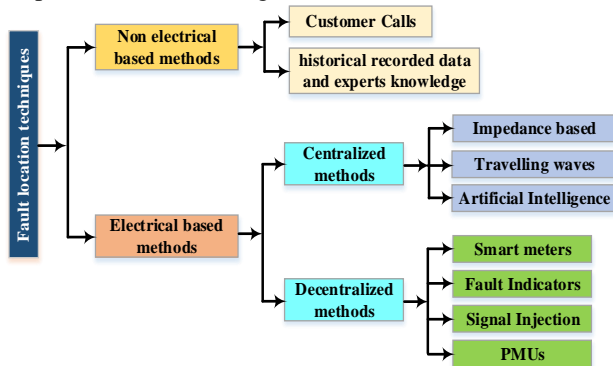 Fault location techniques
Non electrical
based methods
Customer Calls
historical recorded data
and experts knowledge
Electrical based
methods
Centralized
methods
Impedance based
Travelling waves
Artificial Intelligence
Decentralized
methods
Smart meters
Fault Indicators
Signal Injection
PMUs